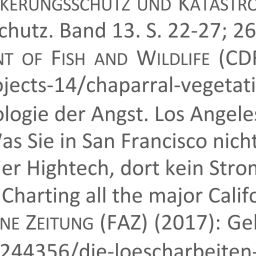 KERUNGSSCHUTZ UND KATASTRO
chutz. Band 13. S. 22-27; 26
NT OF FISH AND WILDLIFE (CDF
ojects-14/chaparral-vegetati
ologie der Angst. Los Angeles
Was Sie in San Francisco nicht
er Hightech, dort kein Stron
Charting all the major Califo
NE ZEITUNG (FAZ) (2017): Gel
244356/die-loescharbeiten-